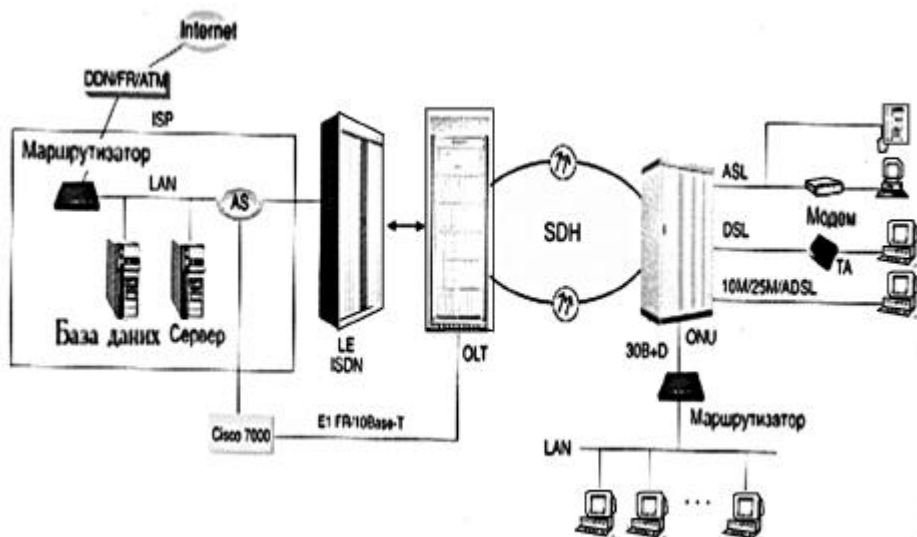 Internet
DDN/FR/ATM
ISP
Маршрутизатор
LAN
AS
База даних
Сервер
LE
ISDN
OLT
SDH
ASL
Модем
DSL
TA
10M/25M/ADSL
30B+D
ONU
Маршрутизатор
Cisco 7000
E1 FR/10Base-T
LAN
...